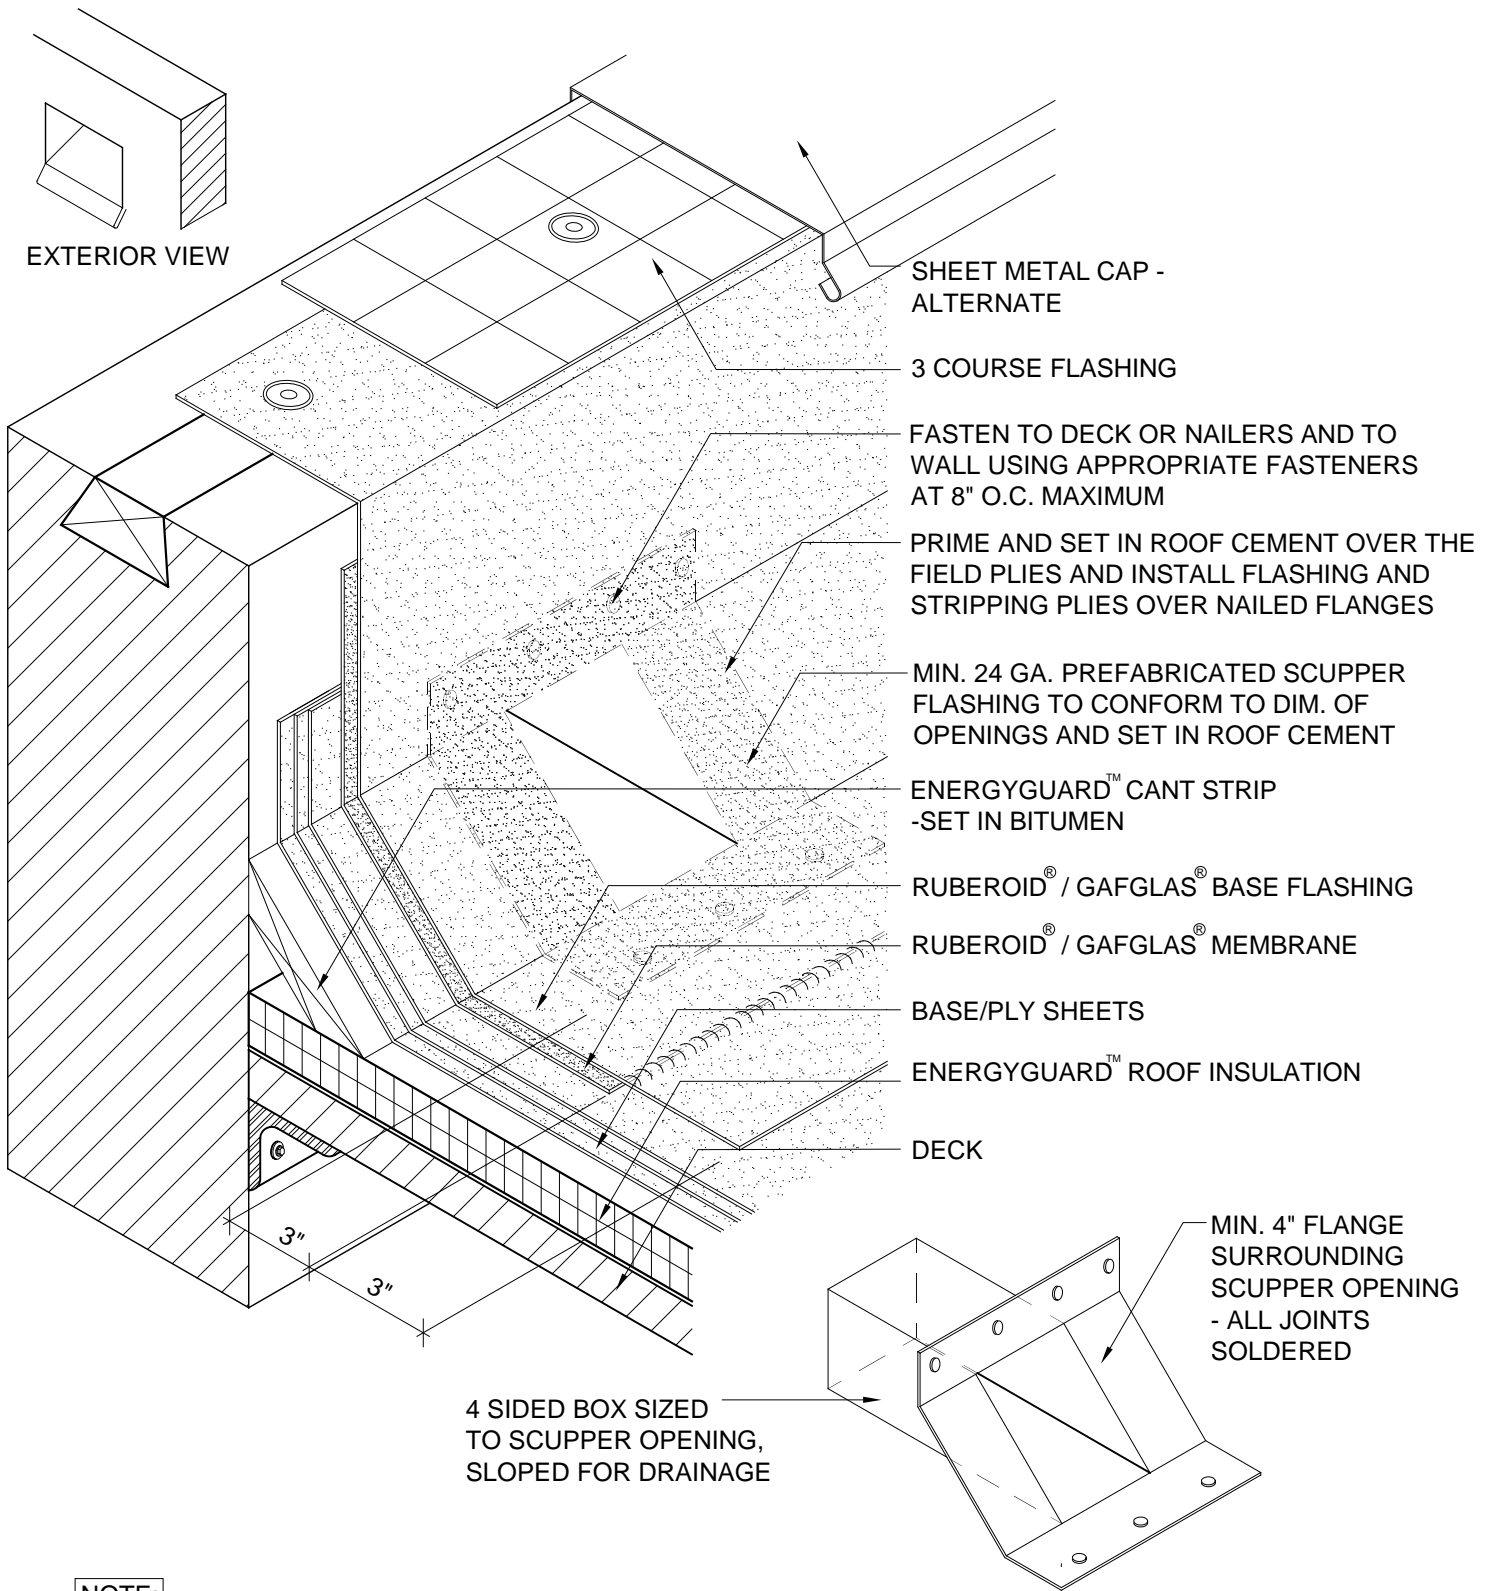 EXTERIOR VIEW
SHEET METAL CAP -
ALTERNATE
3 COURSE FLASHING
FASTEN TO DECK OR NAILERS AND TO
WALL USING APPROPRIATE FASTENERS
AT 8" O.C. MAXIMUM
PRIME AND SET IN ROOF CEMENT OVER THE
FIELD PLIES AND INSTALL FLASHING AND
STRIPPING PLIES OVER NAILED FLANGES
MIN. 24 GA. PREFABRICATED SCUPPER
FLASHING TO CONFORM TO DIM. OF
OPENINGS AND SET IN ROOF CEMENT
ENERGYGUARD™ CANT STRIP
-SET IN BITUMEN
RUBEROID® / GAFGLAS® BASE FLASHING
RUBEROID® / GAFGLAS® MEMBRANE
BASE/PLY SHEETS
ENERGYGUARD™ ROOF INSULATION
DECK
3"
3"
MIN. 4" FLANGE
SURROUNDING
SCUPPER OPENING
- ALL JOINTS
SOLDERED
4 SIDED BOX SIZED
TO SCUPPER OPENING,
SLOPED FOR DRAINAGE
NOTE: